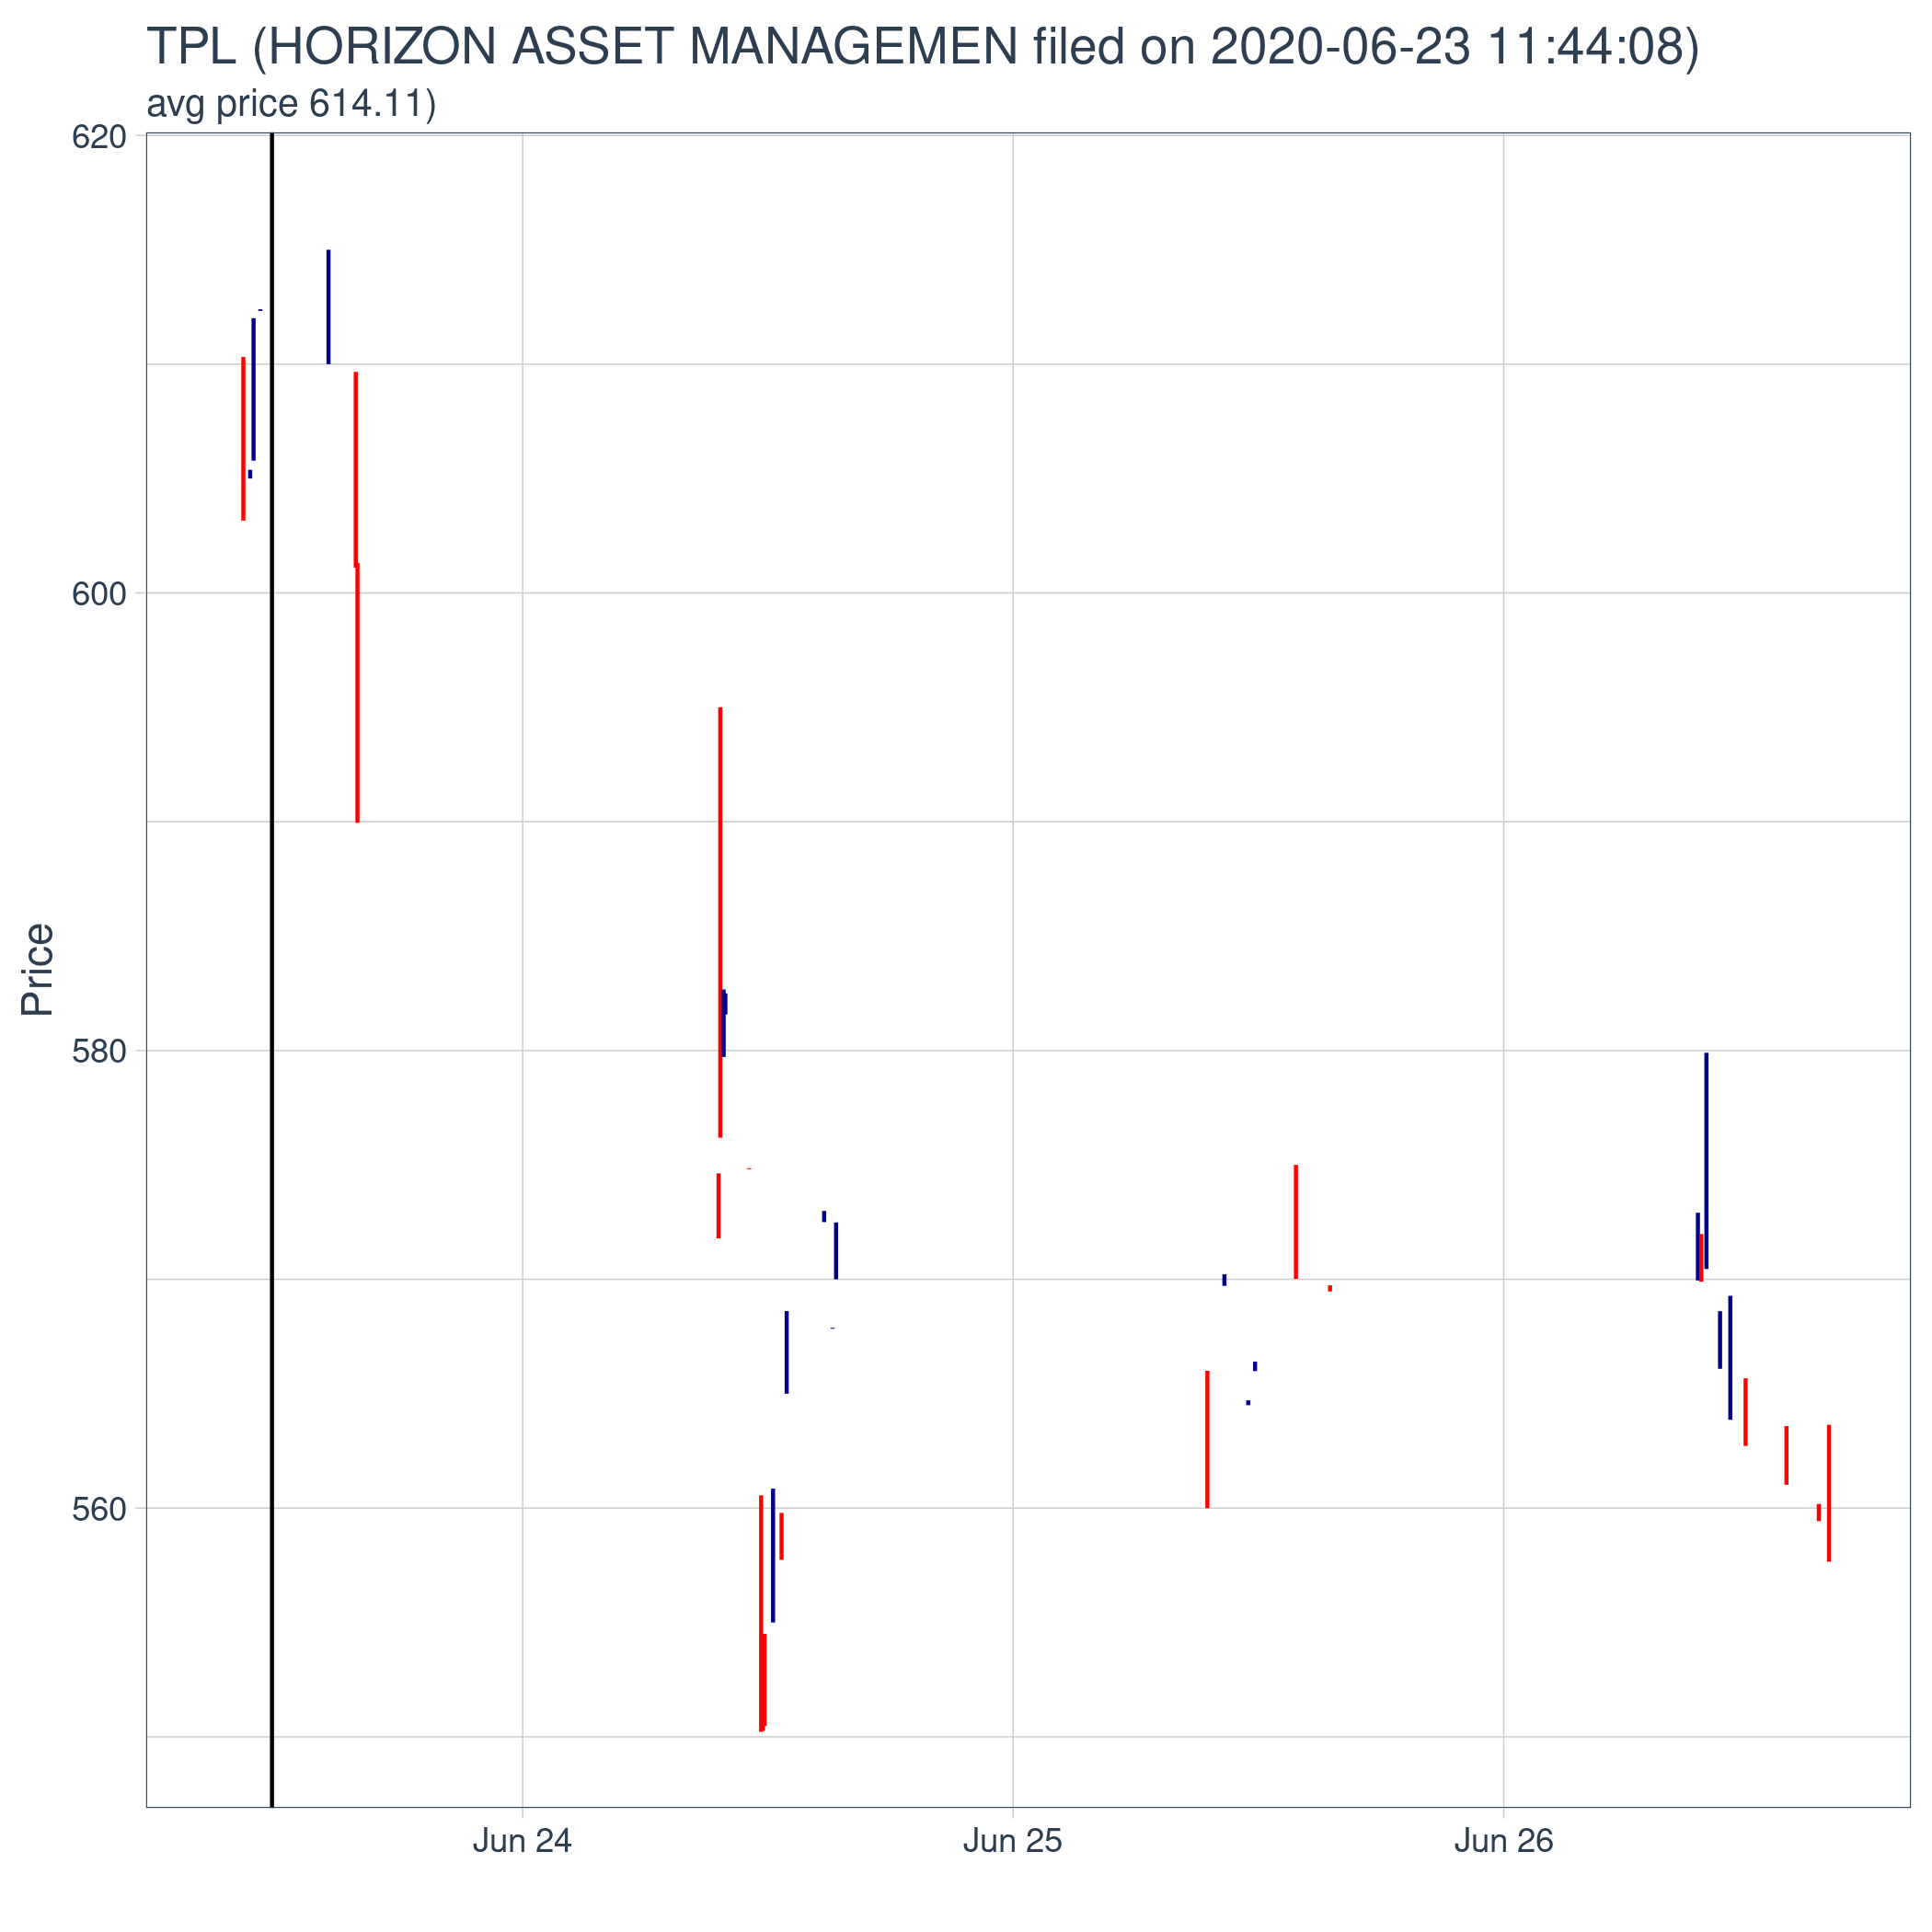 TPL (HORIZON ASSET MANAGEMEN filed on 2020-06-23 11:44:08)
avg price 614.11)
620
600
580
560
Price
Jun 24
Jun 25
Jun 26